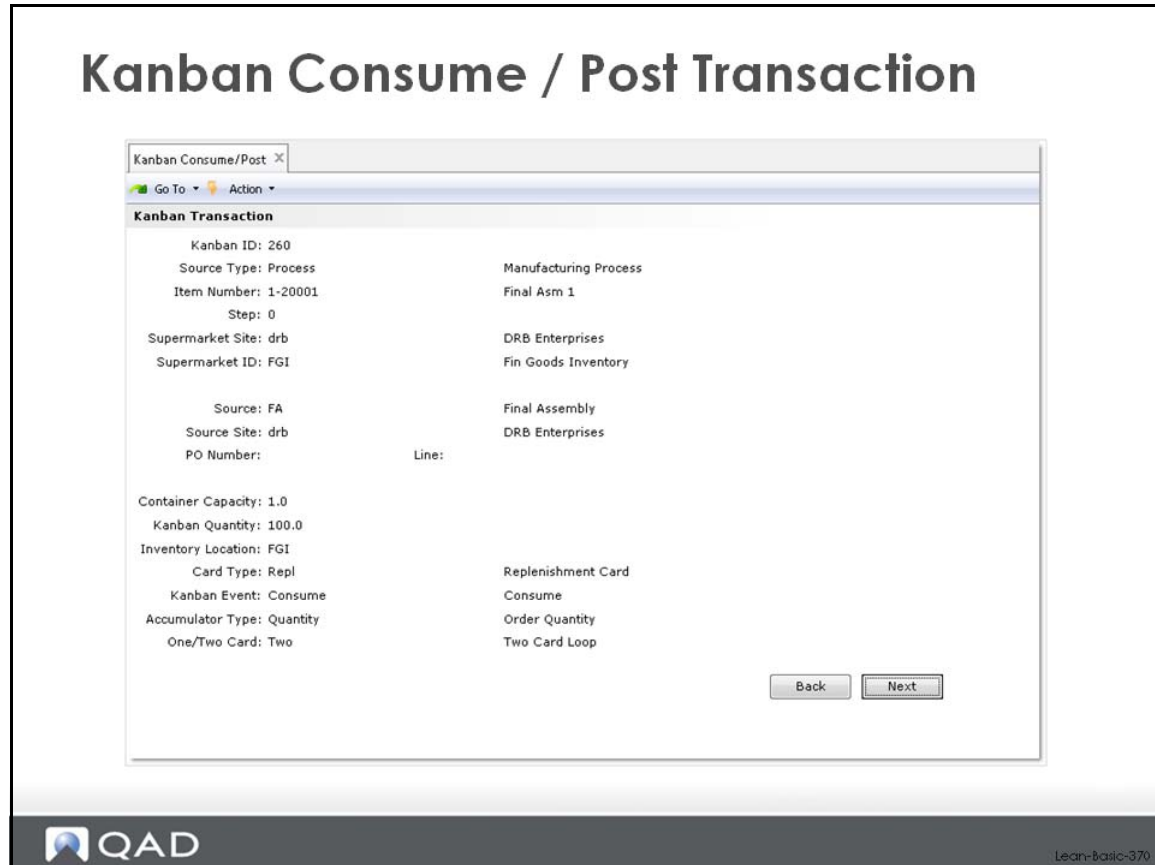 Kanban Consume / Post Transaction
Kanban Consume/Post
Go To Action
Kanban Transaction
Kanban ID: 260
Source Type: Process Manufacturing Process
Item Number: 1-20001 Final Asm 1
Step: 0
Supermarket Site: drb DRB Enterprises
Supermarket ID: FGI Fin Goods Inventory
Source: FA Final Assembly
Source Site: drb DRB Enterprises
PO Number: Line:
Container Capacity: 1.0
Kanban Quantity: 100.0
Inventory Location: FGI
Card Type: Repl Replenishment Card
Kanban Event: Consume Consume
Accumulator Type: Quantity Order Quantity
One/Two Card: Two Two Card Loop
Back Next
QAD
Lean-Basic-370